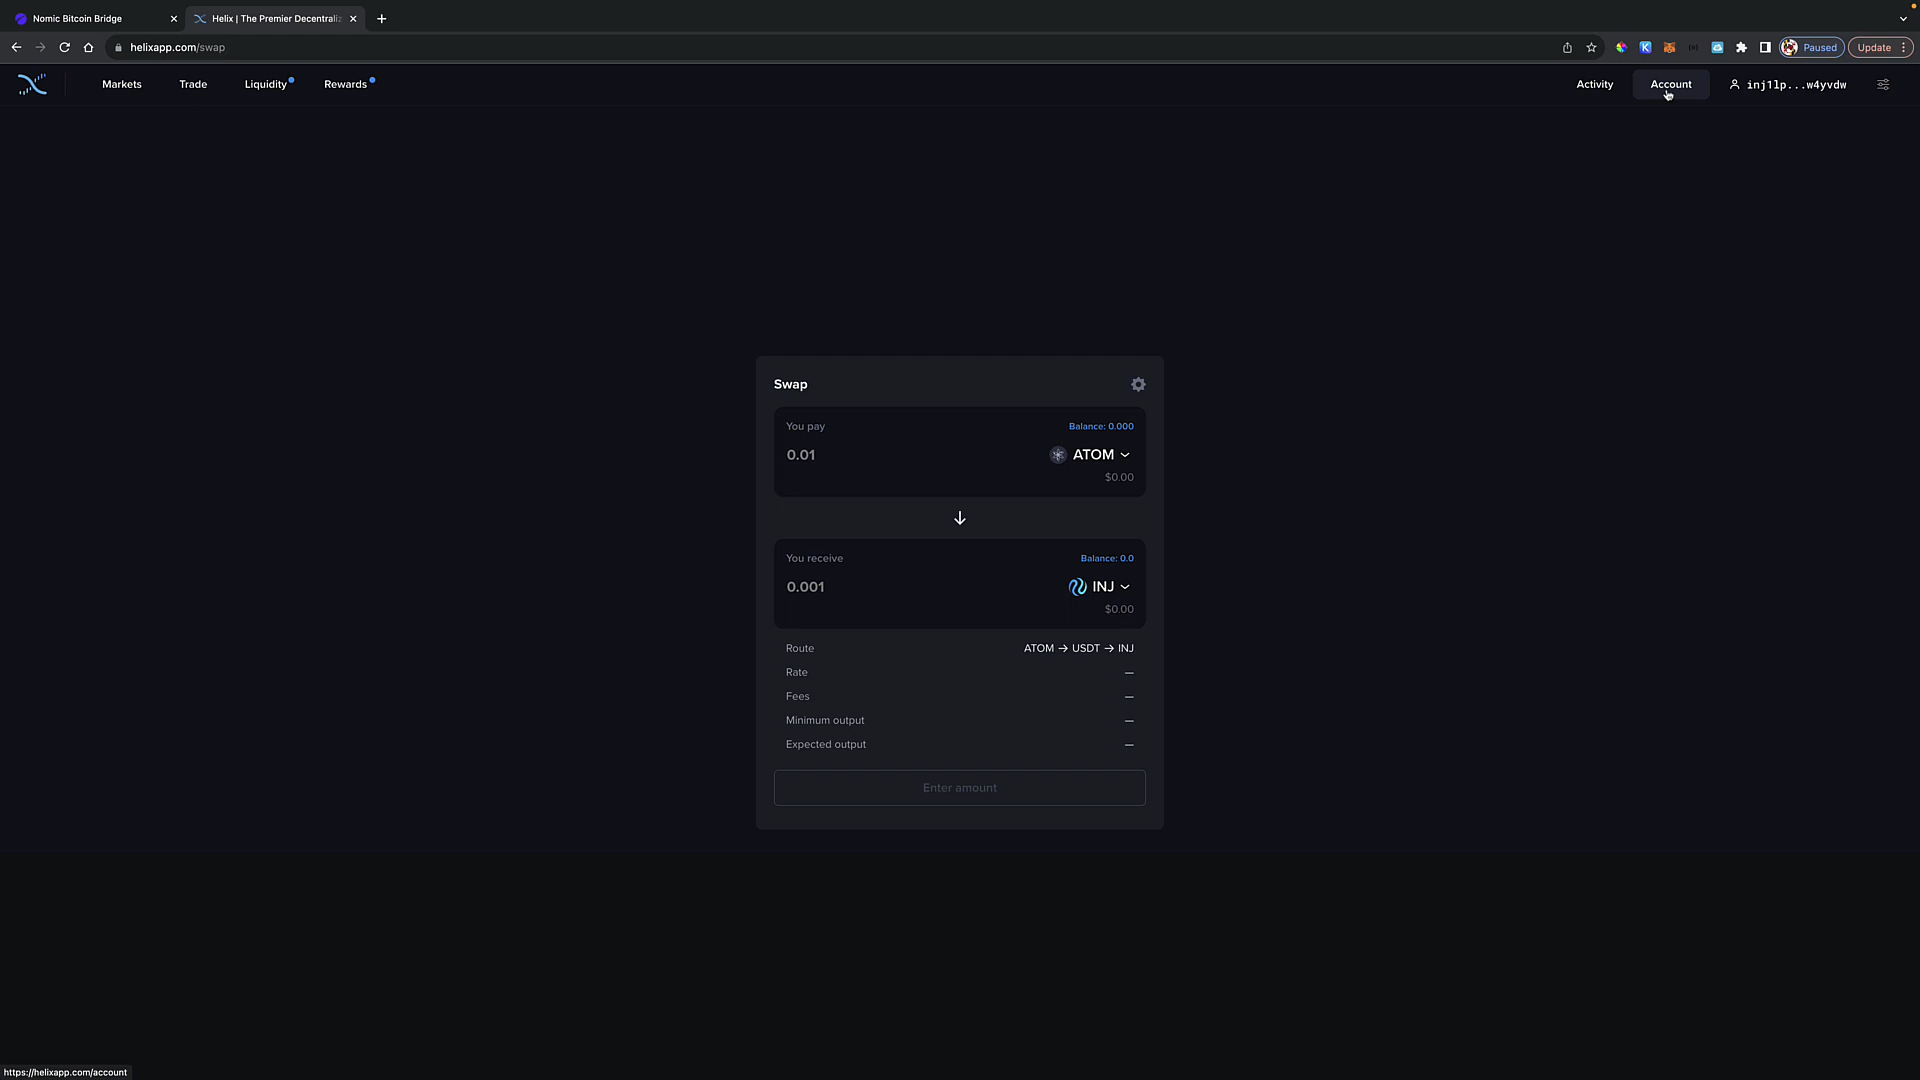 Nomic Bitcoin Bridge
Helix | The Premier Decentraliz
helixapp.com/swap
Paused
Update
Markets
Trade
Liquidity
Rewards
Activity
Account
inj1lp...w4yvdw
Swap
You pay
Balance: 0.000
0.01
ATOM
$0.00
You receive
Balance: 0.0
0.001
INJ
$0.00
Route
ATOM → USDT → INJ
Rate
—
Fees
—
Minimum output
—
Expected output
—
Enter amount
https://helixapp.com/account